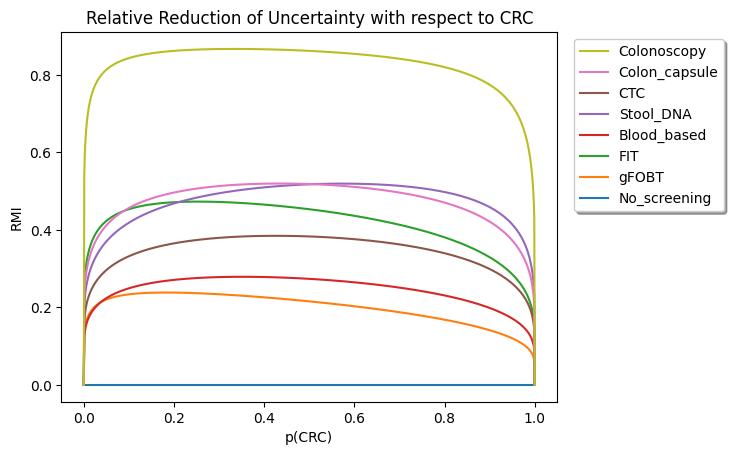 Relative Reduction of Uncertainty with respect to CRC
RMI
0.8
0.6
0.4
0.2
0.0
0.0 0.2 0.4 0.6 0.8 1.0
p(CRC)
Colonoscopy
Colon_capsule
CTC
Stool_DNA
Blood_based
FIT
gFOBT
No_screening